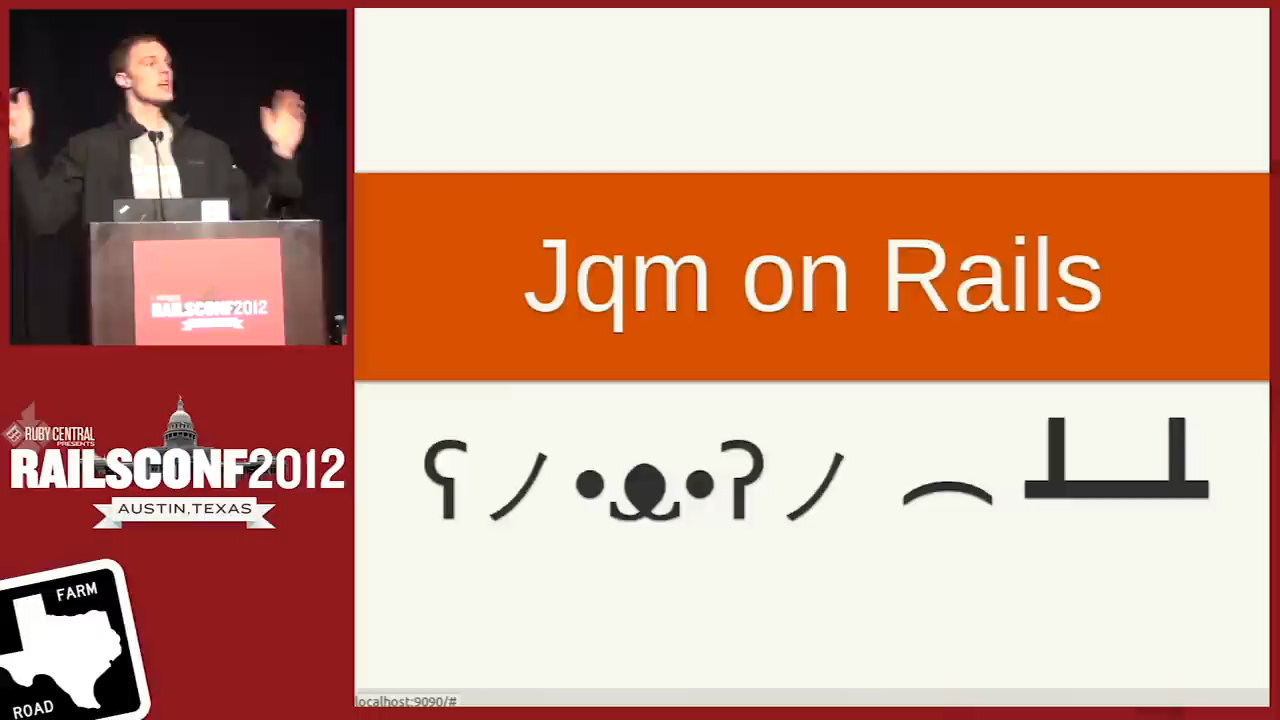 Jqm on Rails
ʕノ•ᴥ•ʔノ ︵ ┻━┻
localhost:9090/#
RAILSCONF2012
RUBY CENTRAL
PRESENTS
RAILSCONF2012
AUSTIN, TEXAS
FARM
ROAD